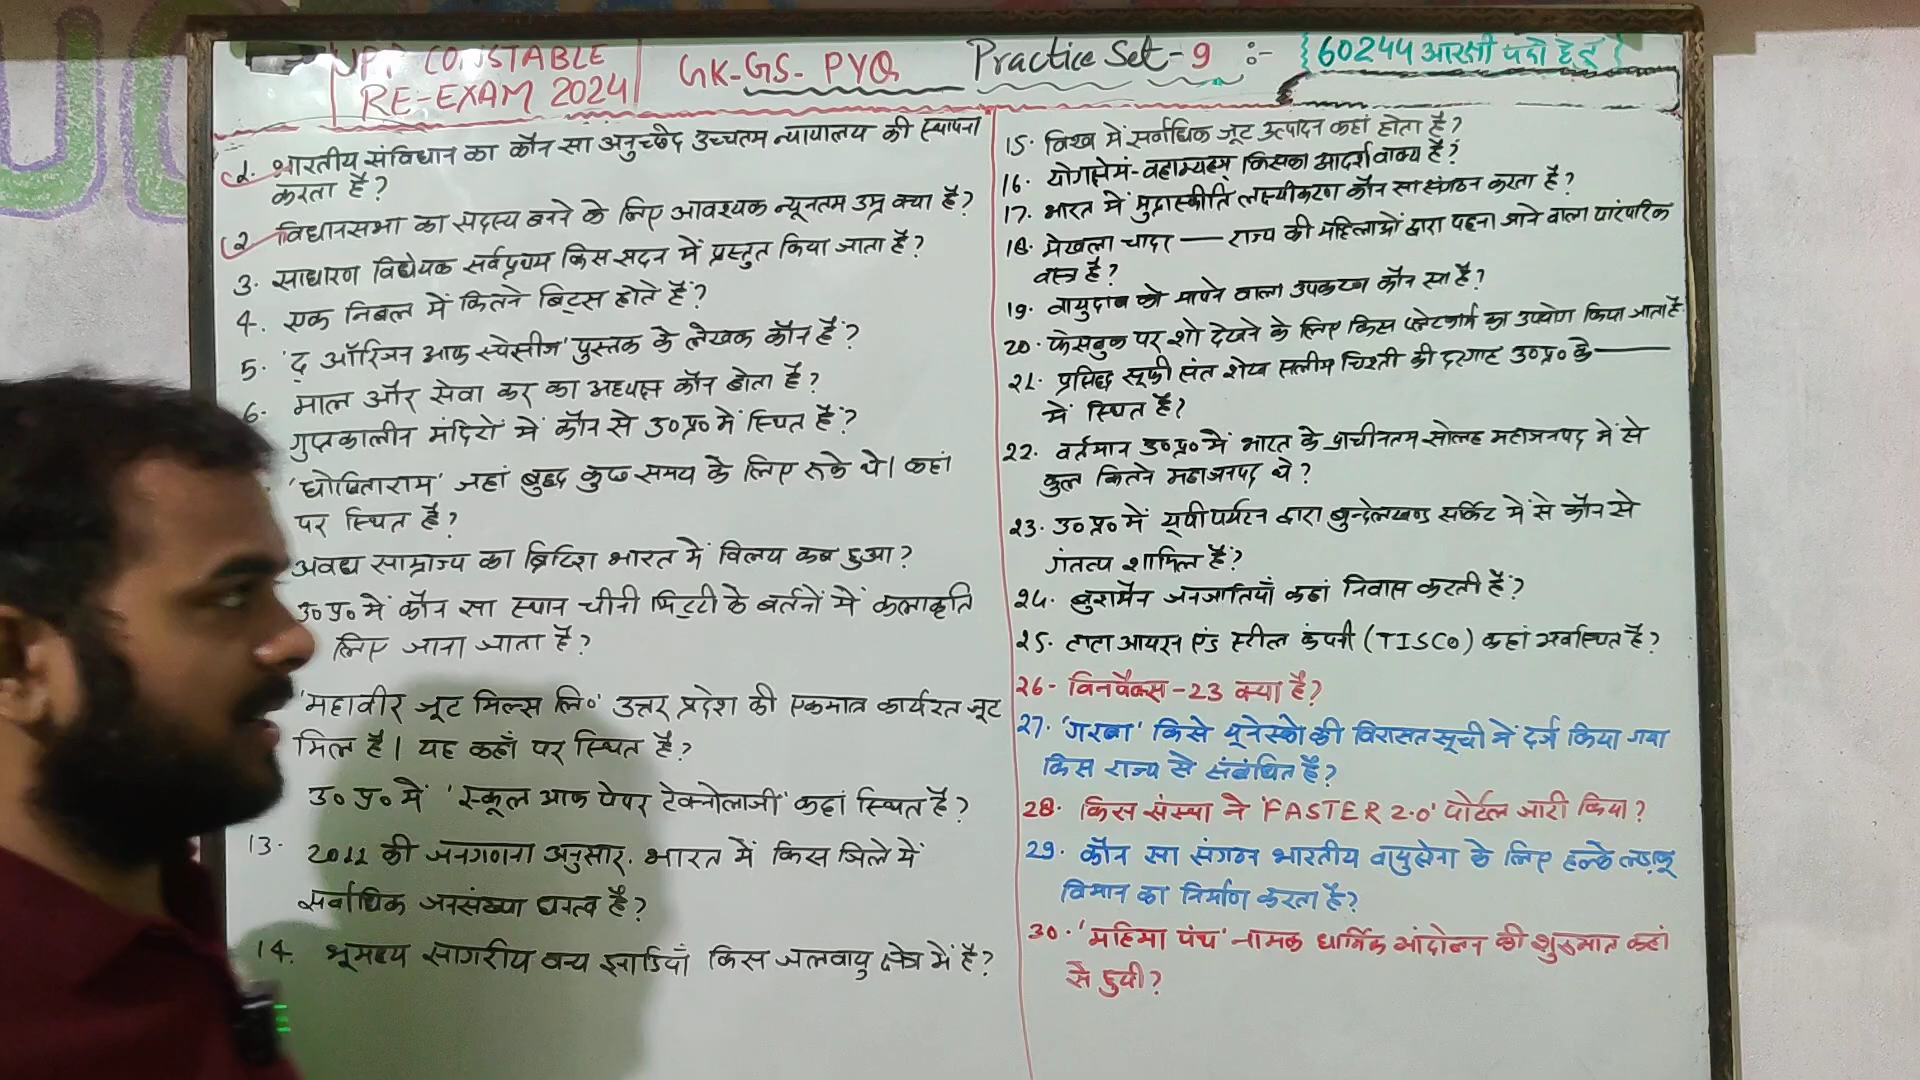 UPP CONSTABLE
RE-EXAM 2024
GK-GS-PYQ Practice Set-9 :- {60244 आरक्षी पदो हेतु}
1. भारतीय संविधान का कौन सा अनुच्छेद उच्चतम न्यायालय की स्थापना
करता है?
2. विधानसभा का सदस्य बनने के लिए आवश्यक न्यूनतम उम्र क्या है?
3. साधारण विधेयक सर्वप्रथम किस सदन में प्रस्तुत किया जाता है?
4. एक निबल में कितने बिट्स होते हैं?
5. 'द ऑरिजन आफ स्पेसीज' पुस्तक के लेखक कौन हैं?
6. माल और सेवा कर का अध्यक्ष कौन होता है?
गुप्तकालीन मंदिरों में कौन से उ०प्र० में स्थित हैं?
'घोषिताराम' जहां बुद्ध कुछ समय के लिए रूके थे। कहां
पर स्थित है?
अवध साम्राज्य का ब्रिटिश भारत में विलय कब हुआ?
उ०प्र० में कौन सा स्थान चीनी मिट्टी के बर्तनों में कलाकृति
लिए जाना जाता है?
'महावीर जूट मिल्स लि०' उत्तर प्रदेश की एकमात्र कार्यरत जूट
मिल है। यह कहाँ पर स्थित है?
उ० प्र० में 'स्कूल आफ पेपर टेक्नोलाजी' कहां स्थित है?
13. 2011 की जनगणना अनुसार. भारत में किस जिले में
सर्वाधिक जनसंख्या घनत्व है?
14. भूमध्य सागरीय वन्य झाडियाँ किस जलवायु क्षेत्र में है?
15. विश्व में सर्वाधिक जूट उत्पादन कहां होता है?
16. योगक्षेमं-वहाम्यहम् किसका आदर्श वाक्य है?
17. भारत में मुद्रास्फीति लक्ष्यीकरण कौन सा संगठन करता है?
18. मेखला चादर — राज्य की महिलाओं द्वारा पहना जाने वाला पारंपरिक
वस्त्र है?
19. वायुदाब को मापने वाला उपकरण कौन सा है?
20. फेसबुक पर शो देखने के लिए किस प्लेटफार्म का उपयोग किया जाता है
21. प्रसिद्ध सूफी संत शेख सलीम चिश्ती की दरगाह उ०प्र० के ——
में स्थित है?
22. वर्तमान उ०प्र० में भारत के प्राचीनतम सोलह महाजनपद में से
कुल कितने महाजनपद थे?
23. उ० प्र० में यूपी पर्यटन द्वारा बुन्देलखण्ड सर्किट में से कौन से
गंतत्य शामिल हैं?
24. बुशमैन जनजातियाँ कहां निवास करती हैं?
25. टाटा आयरन एंड स्टील कंपनी (TISCO) कहां अवस्थित है?
26- विनबैक्स-23 क्या है?
27. 'गरबा' किसे यूनेस्को की विरासत सूची में दर्ज किया गया
किस राज्य से संबंधित है?
28. किस संस्था ने 'FASTER 2.0' पोर्टल जारी किया?
29. कौन सा संगठन भारतीय वायुसेना के लिए हल्के लड़ाकू
विमान का निर्माण करता है?
30. 'महिमा पंथ' नामक धार्मिक आंदोलन की शुरुआत कहां
से हुयी?